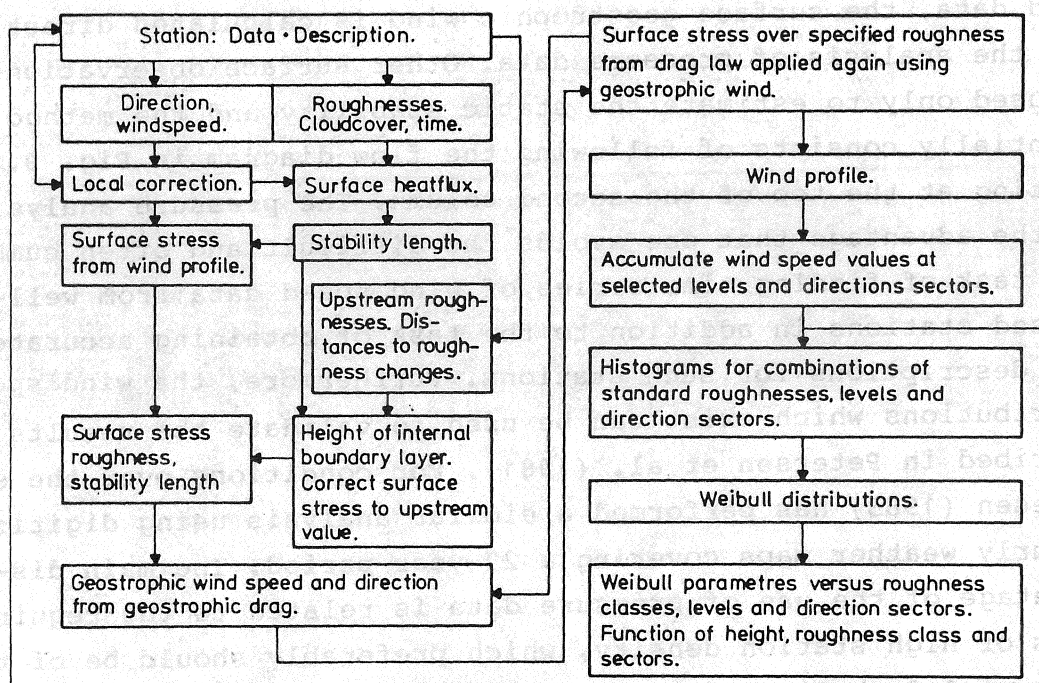 Station: Data • Description.
Direction,
windspeed.
Roughnesses.
Cloudcover, time.
Local correction.
Surface heatflux.
Surface stress
from wind profile.
Stability length.
Upstream rough-
nesses. Dis-
tances to rough-
ness changes.
Surface stress
roughness,
stability length
Height of internal
boundary layer.
Correct surface
stress to upstream
value.
Geostrophic wind speed and direction
from geostrophic drag.
Surface stress over specified roughness
from drag law applied again using
geostrophic wind.
Wind profile.
Accumulate wind speed values at
selected levels and directions sectors.
Histograms for combinations of
standard roughnesses, levels and
direction sectors.
Weibull distributions.
Weibull parametres versus roughness
classes, levels and direction sectors.
Function of height, roughness class and
sectors.